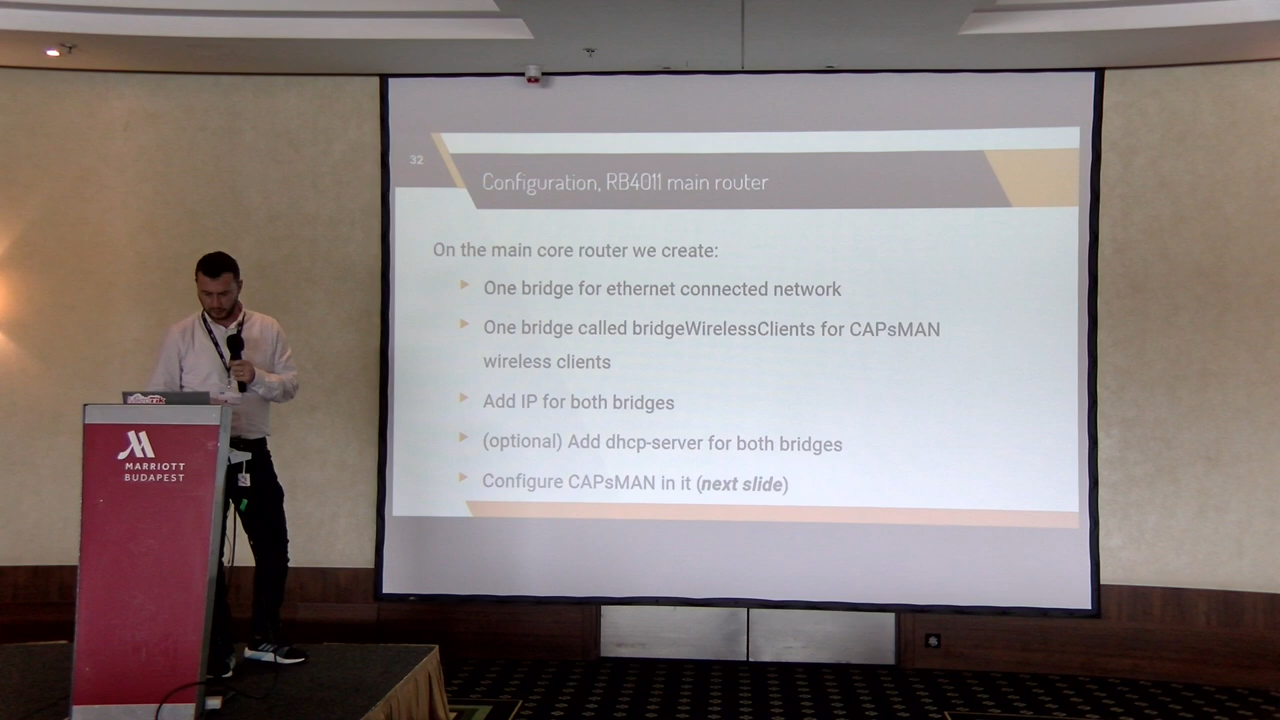 32
Configuration, RB4011 main router
On the main core router we create:
One bridge for ethernet connected network
One bridge called bridgeWirelessClients for CAPsMAN
wireless clients
Add IP for both bridges
(optional) Add dhcp-server for both bridges
Configure CAPsMAN in it (next slide)
MARRIOTT
BUDAPEST